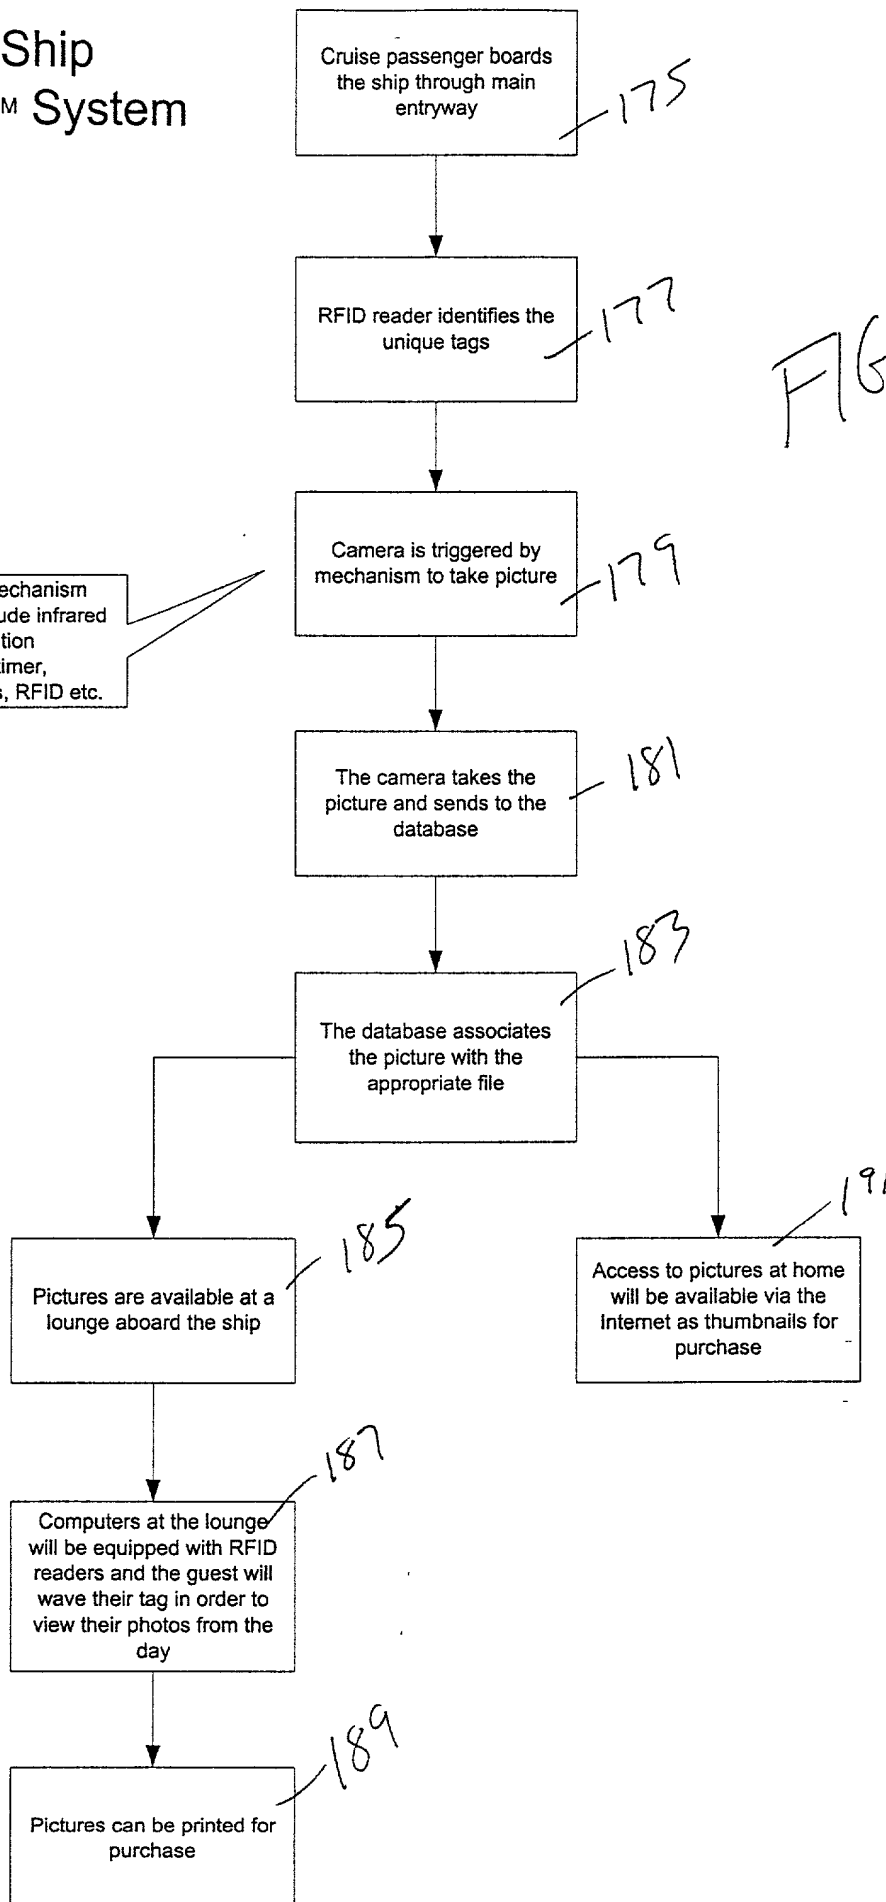 Ship
M System
Cruise passenger boards
the ship through main
entryway
175
RFID reader identifies the
unique tags
177
FIG
Camera is triggered by
mechanism to take picture
179
infrared
timer,
RFID etc.
The camera takes the
picture and sends to the
database
181
The database associates
the picture with the
appropriate file
183
Pictures are available at a
lounge aboard the ship
185
Access to pictures at home
will be available via the
Internet as thumbnails for
purchase
191
Computers at the lounge
will be equipped with RFID
readers and the guest will
wave their tag in order to
view their photos from the
day
187
Pictures can be printed for
purchase
189